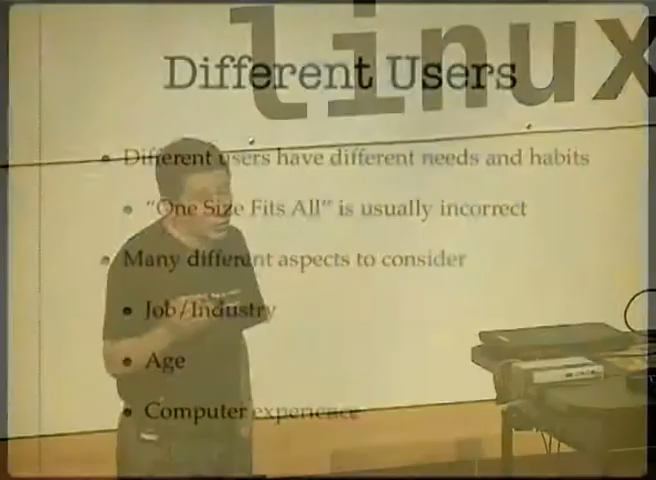 linux
Different Users
Different users have different needs and habits
"One Size Fits All" is usually incorrect
Many different aspects to consider
Job/Industry
Age
Computer experience